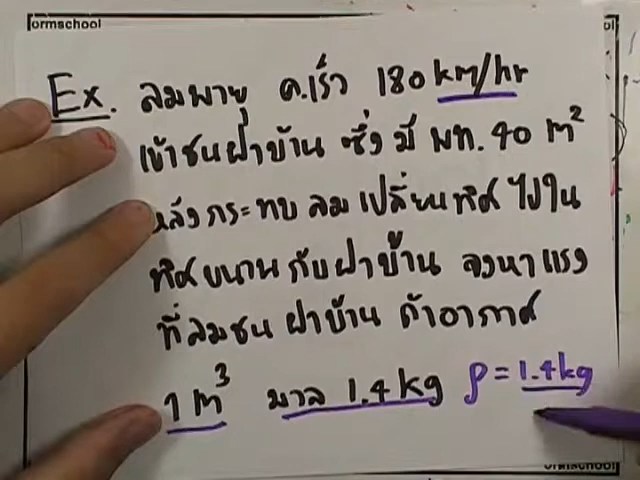 ormschool
Ex. ลมพายุ ค.เร็ว 180 km/hr
เข้าชนฝาบ้าน ซึ่งมี พท. 40 m²
หลังกระทบ ลมเปลี่ยนทิศ ไปใน
ทิศขนานกับฝาบ้าน จงหาแรง
ที่ลมชนฝาบ้าน ถ้าอากาศ
1 m³ มวล 1.4 kg ρ = 1.4 kg
ormschool